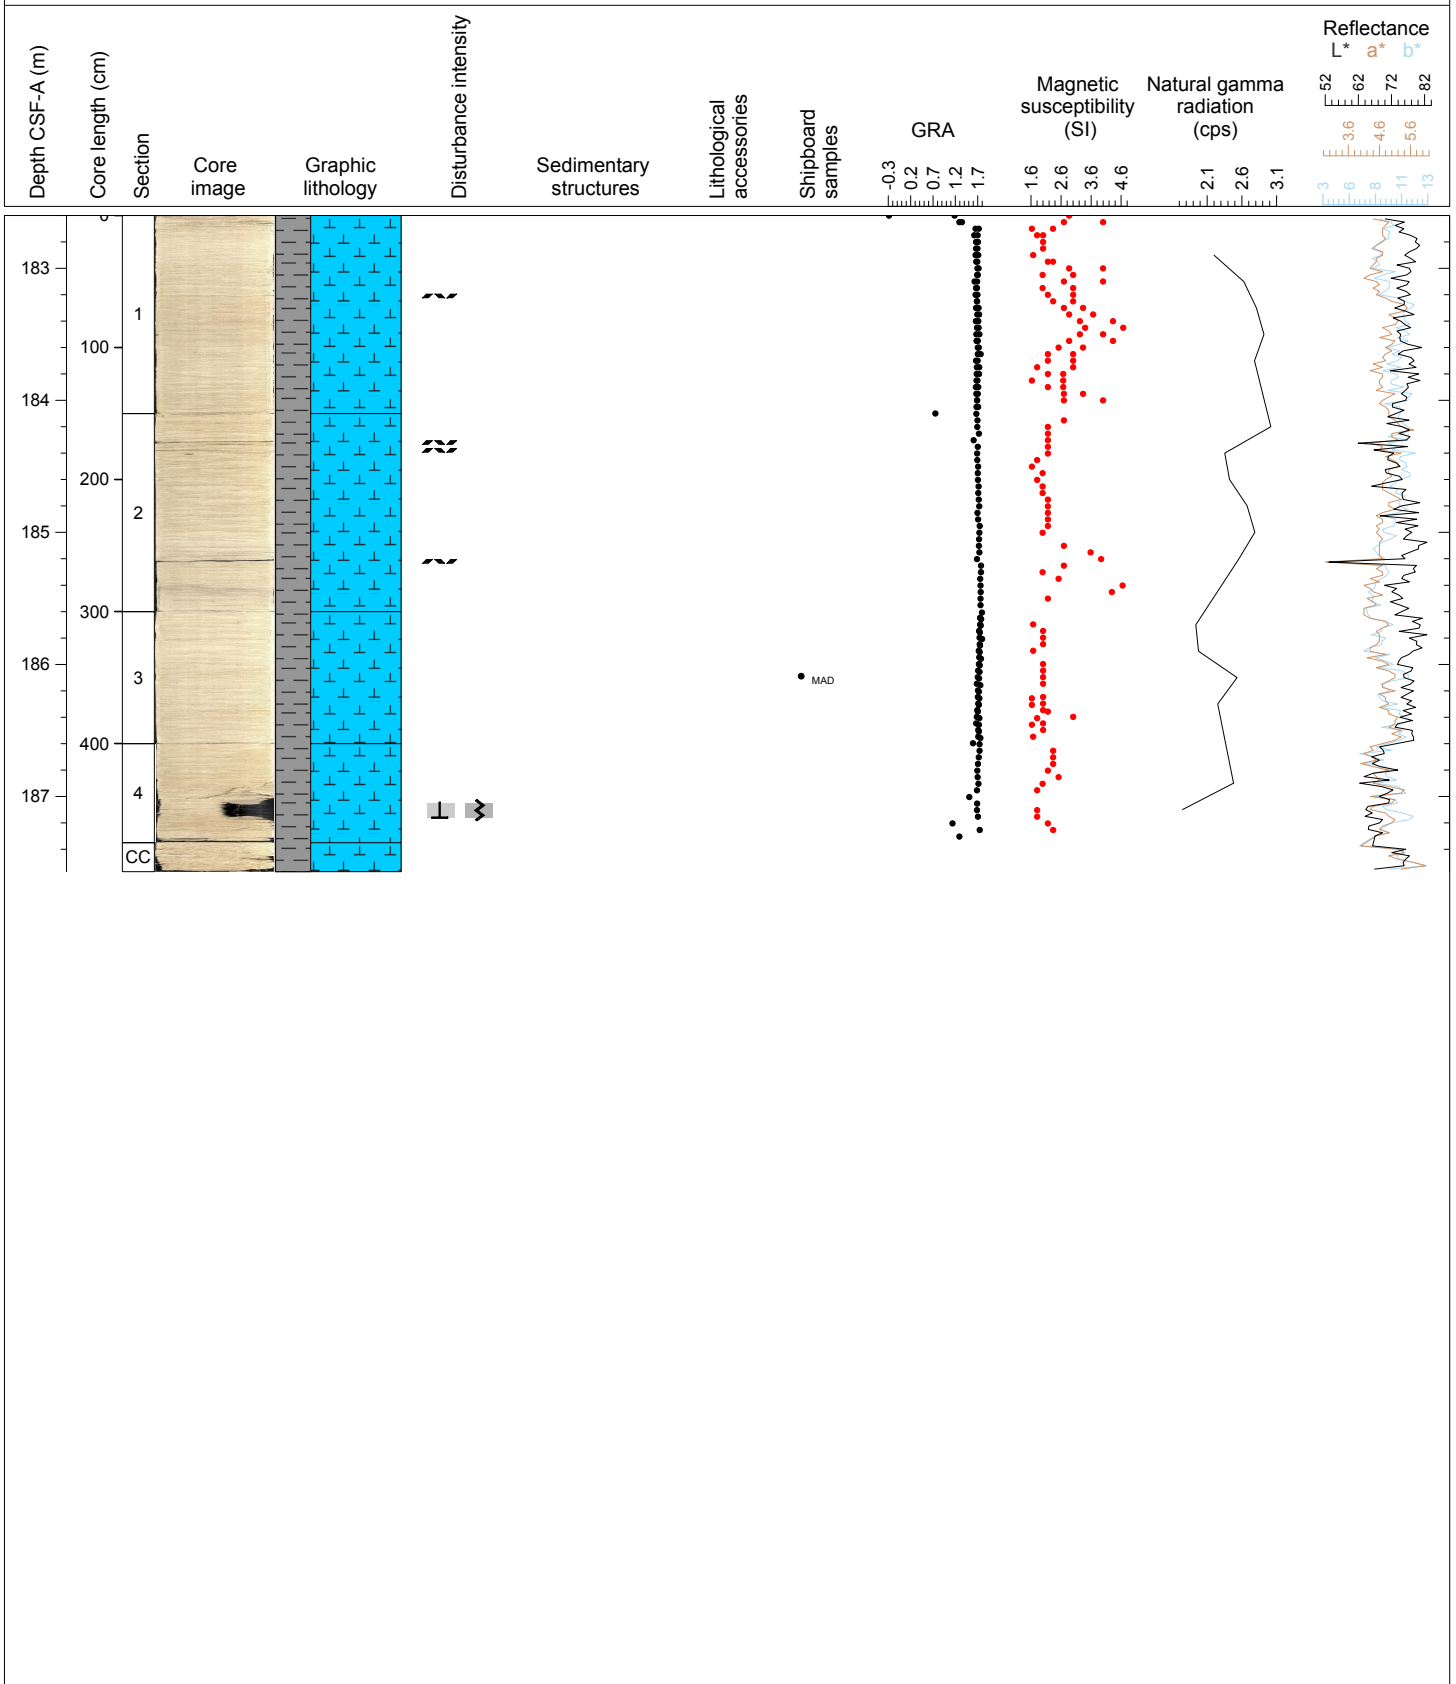 Depth CSF-A (m)
Core length (cm)
Section
Core
image
Graphic
lithology
Disturbance intensity
Sedimentary
structures
Lithological
accessories
Shipboard
samples
GRA
-0.3
0.2
0.7
1.2
1.7
Magnetic
susceptibility
(SI)
1.6
2.6
3.6
4.6
Natural gamma
radiation
(cps)
2.1
2.6
3.1
Reflectance
L* a* b*
52
62
72
82
3.6
4.6
5.6
3
6
8
11
13
0
183
1
100
184
200
2
185
300
186
3
MAD
400
187
4
CC